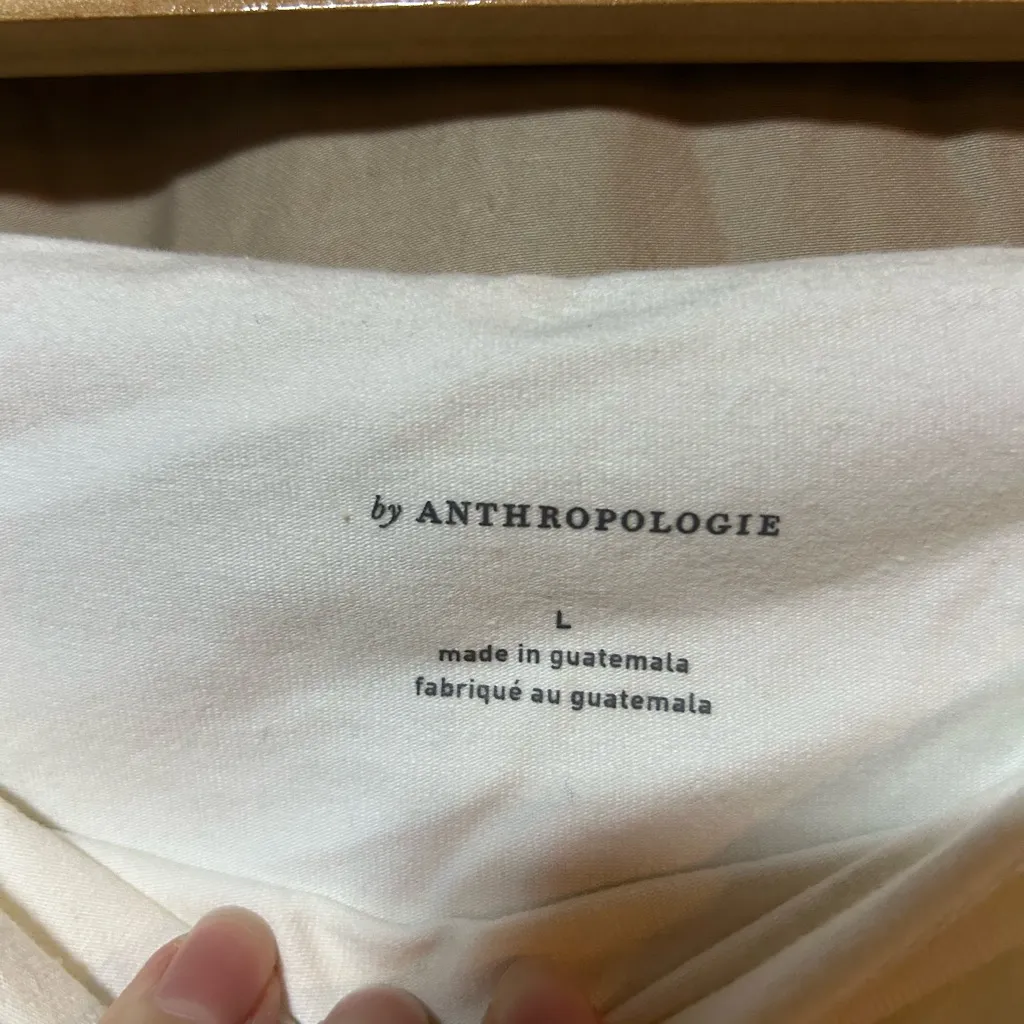 by ANTHROPOLOGIE
L
made in guatemala
fabriqué au guatemala